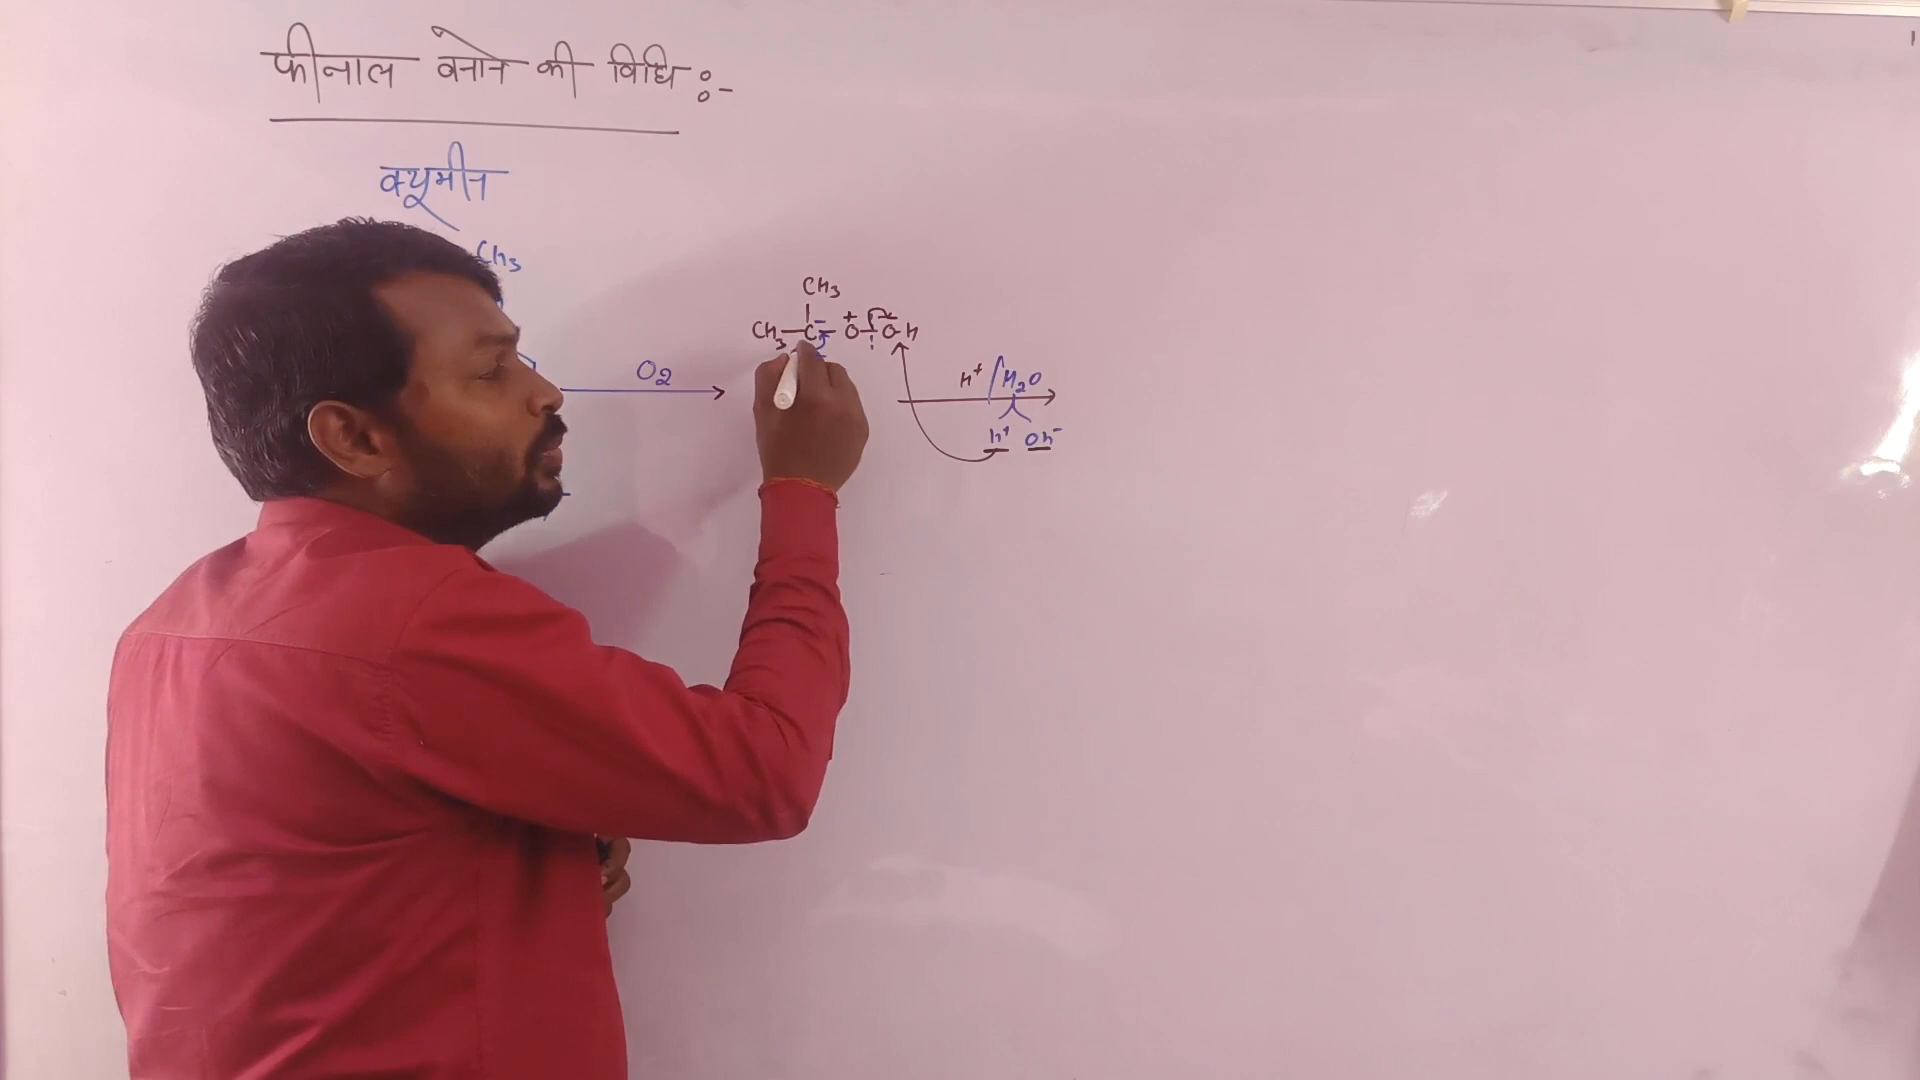 फीनाल बनाने की विधि :-
क्यूमीन
CH3
O2
CH3
CH3-C-O-OH
- +
H+/H2O
H+ OH-